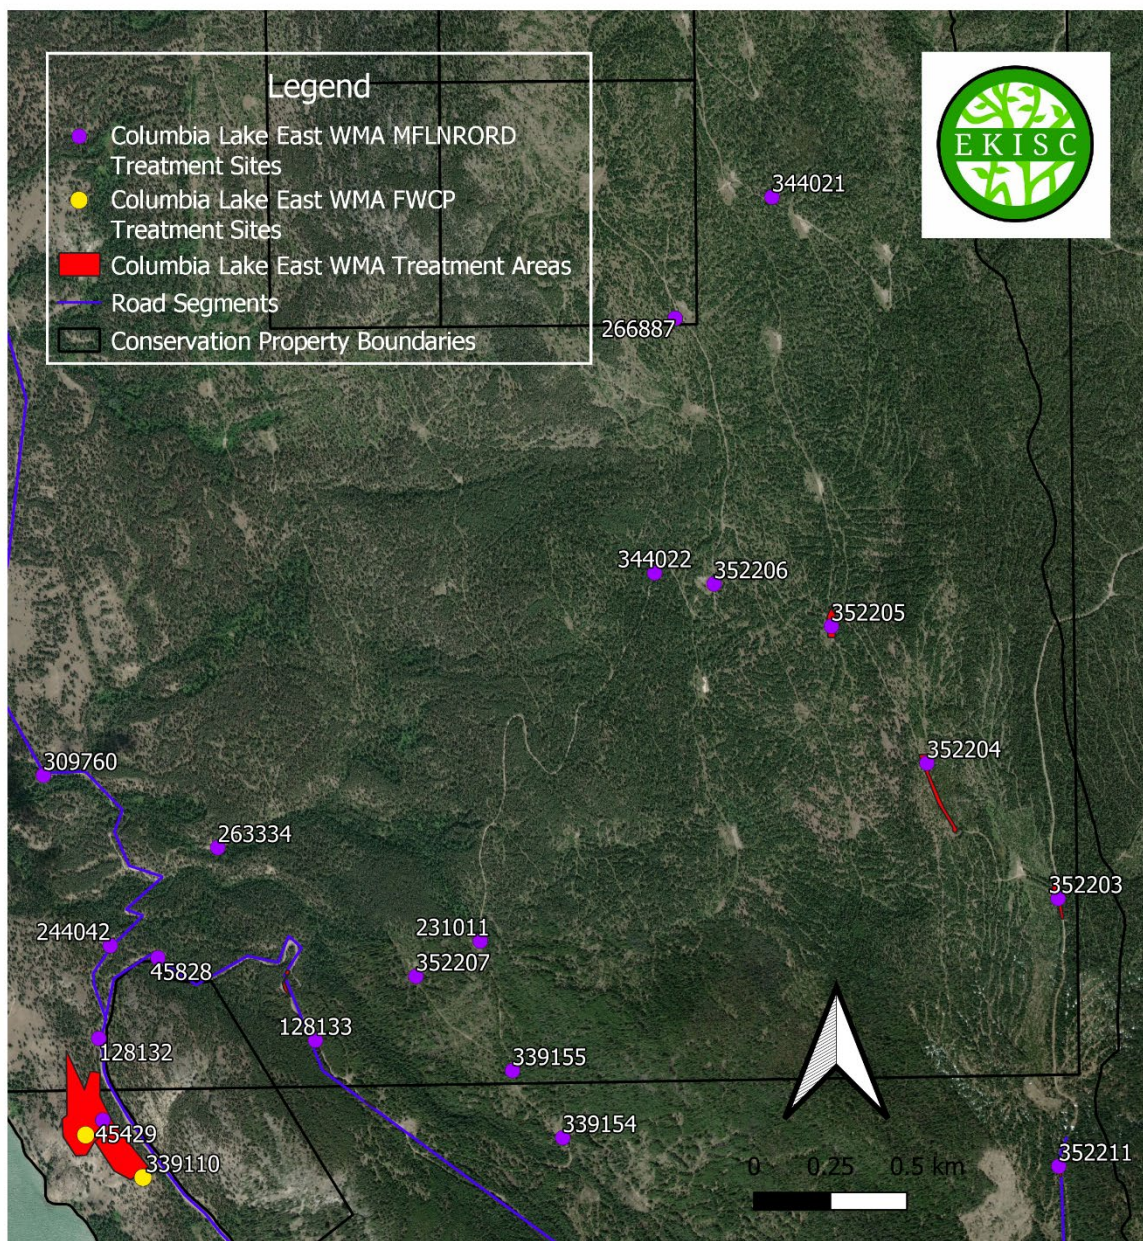 Legend
Columbia Lake East WMA MFLNRORD
Treatment Sites
Columbia Lake East WMA FWCP
Treatment Sites
Columbia Lake East WMA Treatment Areas
Road Segments
Conservation Property Boundaries
EKISC
344021
266887
344022
352206
352205
352204
309760
263334
352203
231011
244042
45828
352207
128133
128132
339155
45429
339154
339110
352211
0 0.25 0.5 km